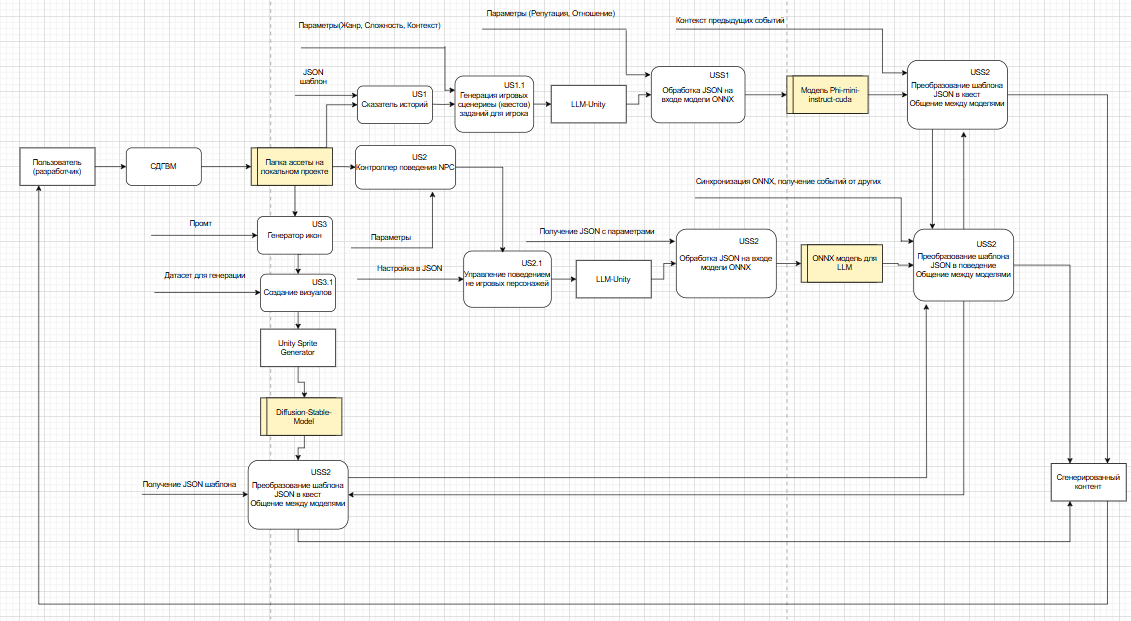 Параметры (Репутация, Отношение)
Контекст предыдущих событий
Параметры(Жанр, Сложность, Контекст)
JSON
шаблон
US1
Сказатель историй
US1.1
Генерация игровых
сценериеы (квестов)
заданий для игрока
LLM-Unity
USS1
Обработка JSON на
входе модели ONNX
Модель Phi-mini-
instruct-cuda
USS2
Преобразование шаблона
JSON в квест
Общение между моделями
Пользователь
(разработчик)
СДГВМ
Папка ассеты на
локальном проекте
US2
Контроллер поведения NPC
Синхронизация ONNX, получение событий от других
Промт
US3
Генератор икон
Параметры
Получение JSON с параметрами
Настройка в JSON
US2.1
Управление поведением
не игровых персонажей
LLM-Unity
USS2
Обработка JSON на входе
модели ONNX
ONNX модель для
LLM
USS2
Преобразование шаблона
JSON в поведение
Общение между моделями
Датасет для генерации
US3.1
Создание визуалов
Unity Sprite
Generator
Diffusion-Stable-
Model
Получение JSON шаблона
USS2
Преобразование шаблона
JSON в квест
Общение между моделями
Сгенерированный
контент